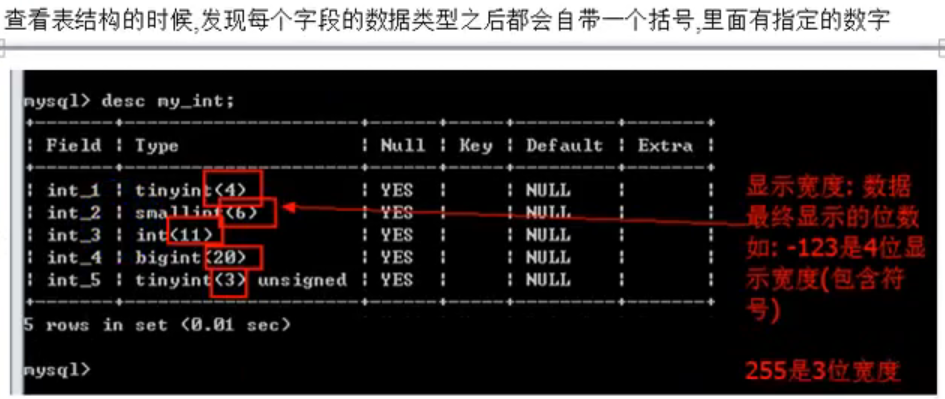 查看表结构的时候,发现每个字段的数据类型之后都会自带一个括号,里面有指定的数字
mysql> desc my_int;
| Field | Type | Null | Key | Default | Extra |
| int_1 | tinyint(4) | YES | | NULL | |
| int_2 | smallint(6) | YES | | NULL | |
| int_3 | int(11) | YES | | NULL | |
| int_4 | bigint(20) | YES | | NULL | |
| int_5 | tinyint(3) unsigned | YES | | NULL | |
5 rows in set (0.01 sec)
mysql>
显示宽度: 数据
最终显示的位数
如: -123是4位显
示宽度(包含符
号)
255是3位宽度